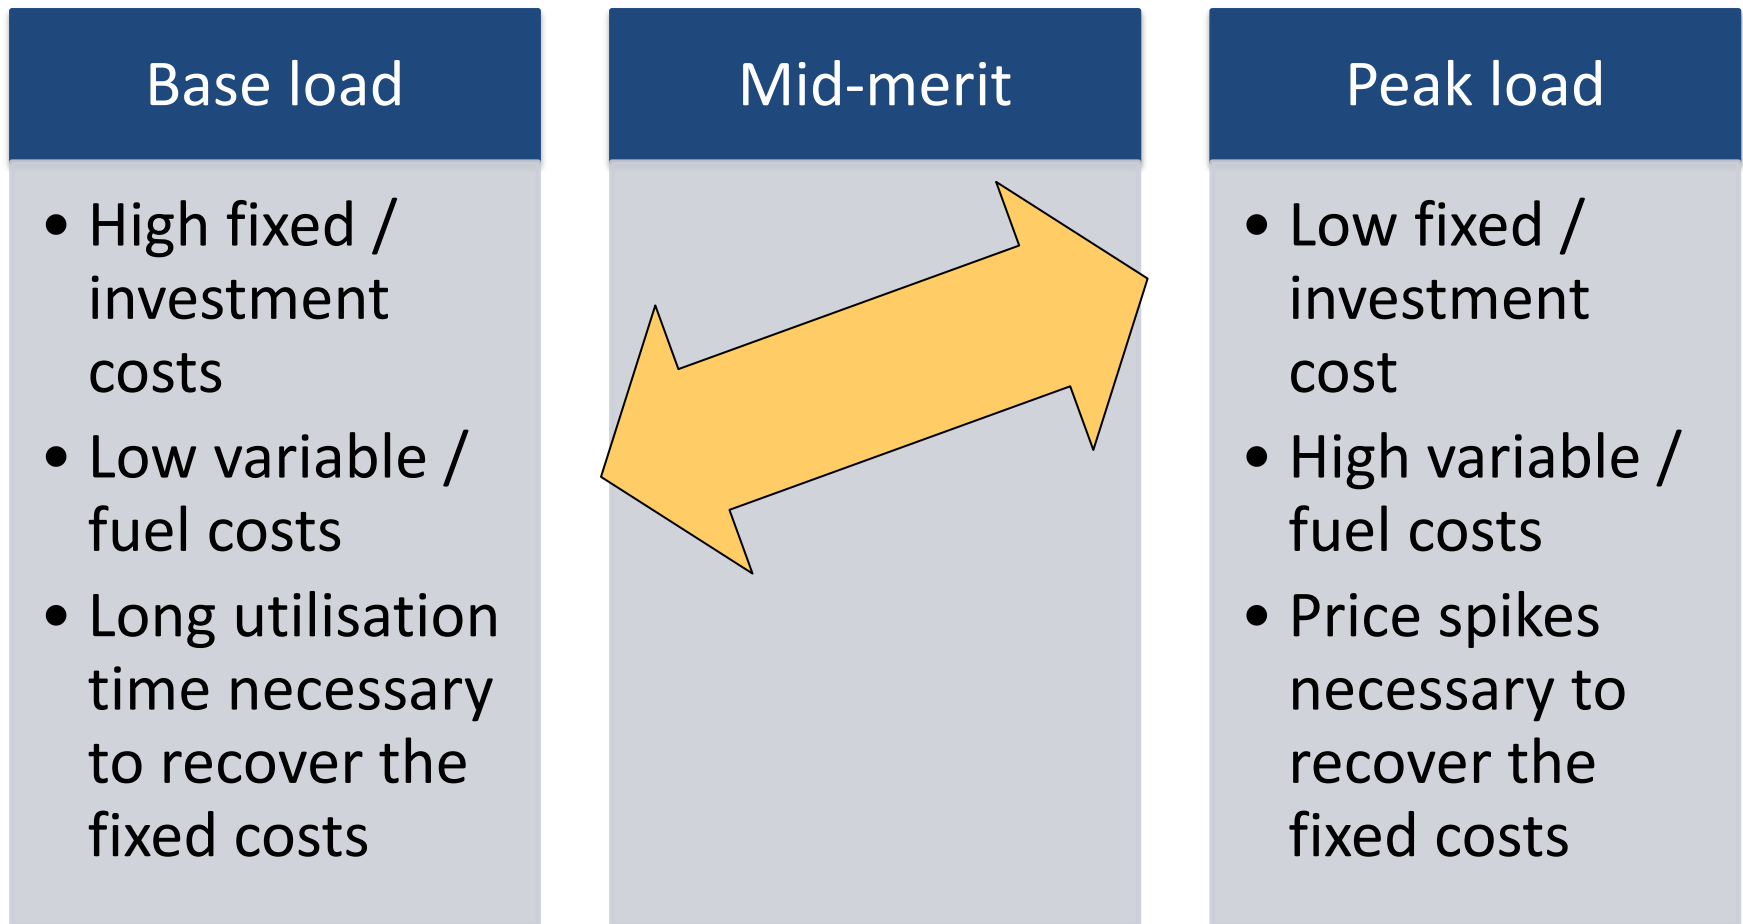 Base load
Mid-merit
Peak load
• High fixed /
investment
costs
• Low variable /
fuel costs
• Long utilisation
time necessary
to recover the
fixed costs
• Low fixed /
investment
cost
• High variable /
fuel costs
• Price spikes
necessary to
recover the
fixed costs